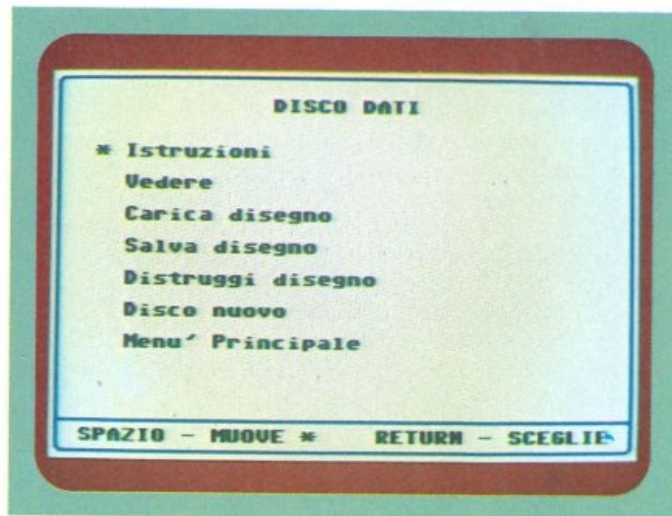 DISCO DATI
* Istruzioni
Vedere
Carica disegno
Salva disegno
Distruggi disegno
Disco nuovo
Menu' Principale
SPAZIO - MUOVE * RETURN - SCEGLIE